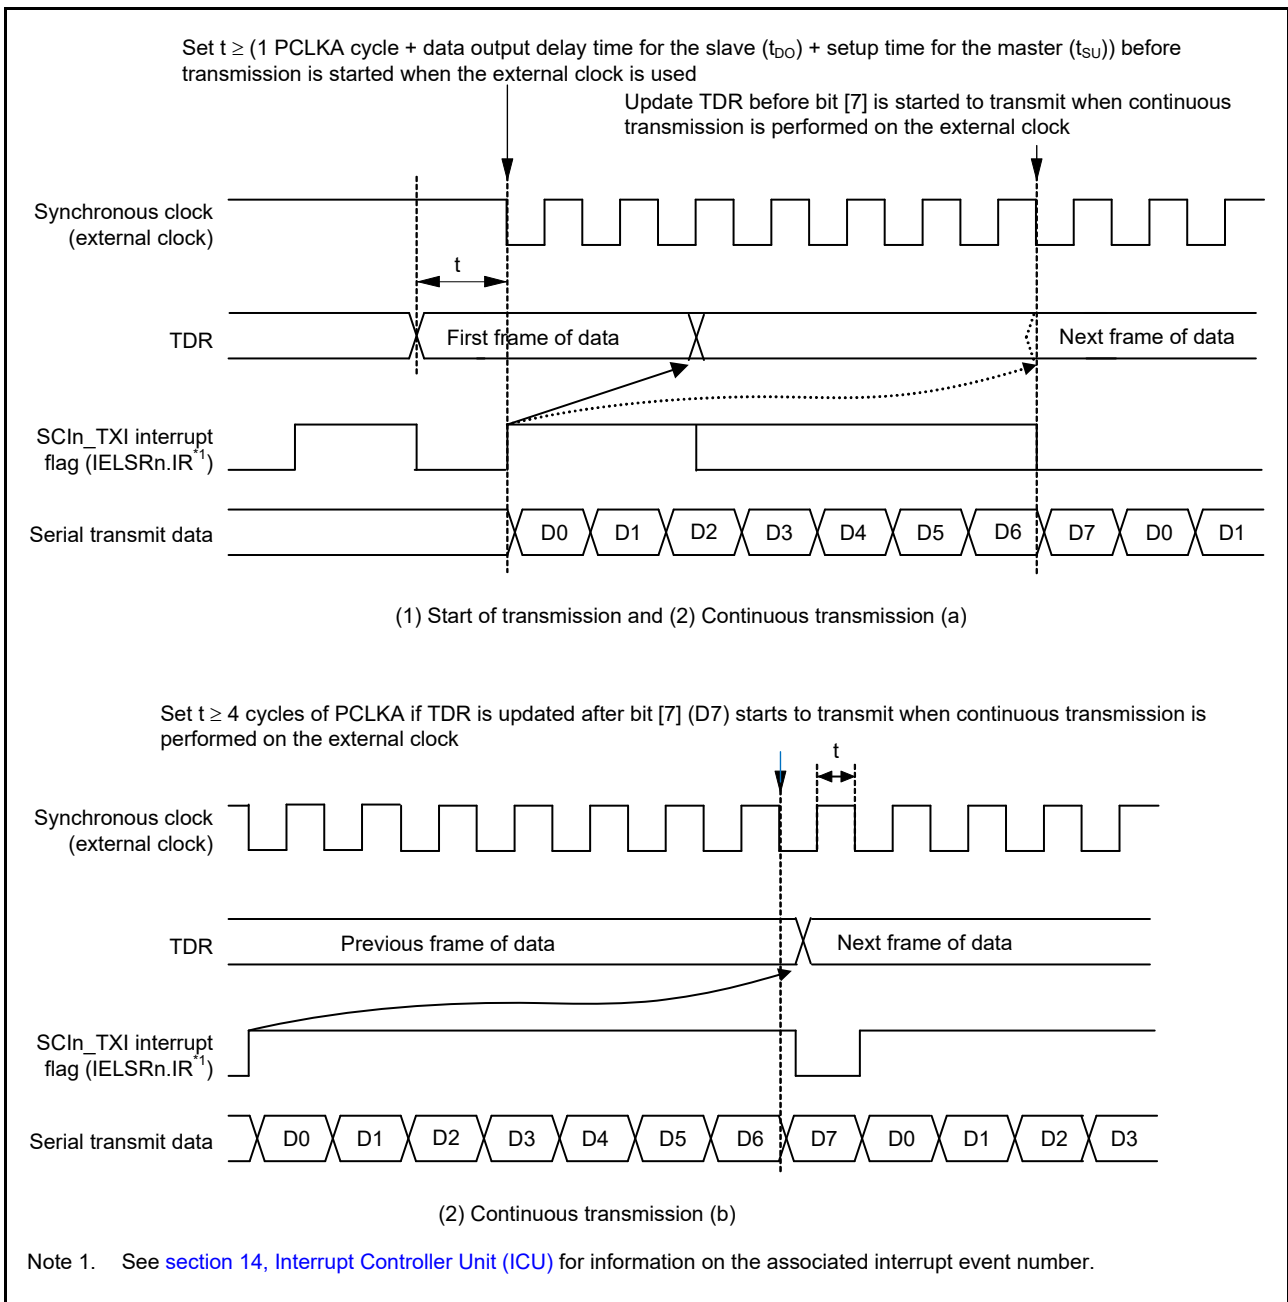 Set t ≥ (1 PCLKA cycle + data output delay time for the slave (tDO) + setup time for the master (tSU)) before
transmission is started when the external clock is used
Update TDR before bit [7] is started to transmit when continuous
transmission is performed on the external clock
Synchronous clock
(external clock)
t
TDR
First frame of data
Next frame of data
SCIn_TXI interrupt
flag (IELSRn.IR*1)
Serial transmit data
D0 D1 D2 D3 D4 D5 D6 D7 D0 D1
(1) Start of transmission and (2) Continuous transmission (a)
Set t ≥ 4 cycles of PCLKA if TDR is updated after bit [7] (D7) starts to transmit when continuous transmission is
performed on the external clock
t
Synchronous clock
(external clock)
TDR
Previous frame of data
Next frame of data
SCIn_TXI interrupt
flag (IELSRn.IR*1)
Serial transmit data
D0 D1 D2 D3 D4 D5 D6 D7 D0 D1 D2 D3
(2) Continuous transmission (b)
Note 1. See section 14, Interrupt Controller Unit (ICU) for information on the associated interrupt event number.